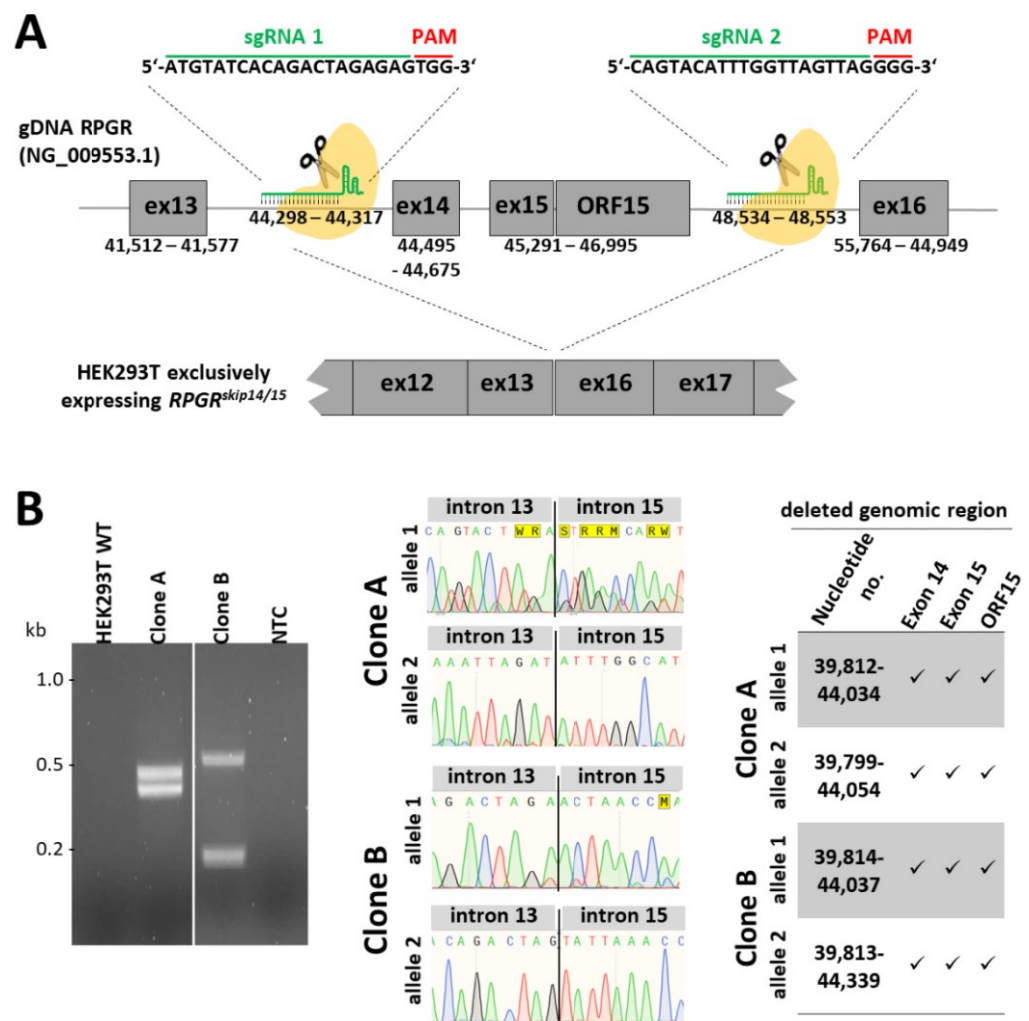 A
sgRNA 1 PAM
5‘-ATGTATCACAGACTAGAGAGTGG-3‘
sgRNA 2 PAM
5‘-CAGTACATTTGGTTAGTTAGGGG-3‘
gDNA RPGR
(NG_009553.1)
ex13 44,298 – 44,317 ex14 ex15 ORF15 48,534 – 48,553 ex16
41,512 – 41,577 44,495 45,291 – 46,995 55,764 – 44,949
- 44,675
HEK293T exclusively
expressing RPGRskip14/15
ex12 ex13 ex16 ex17
B
HEK293T WT
Clone A
Clone B
NTC
kb
1.0
0.5
0.2
Clone A
allele 1
intron 13 intron 15
C A GTACT WR A STRRM CARW T
allele 2
intron 13 intron 15
A A A T T A G A T A T T T G G C A T
Clone B
allele 1
intron 13 intron 15
A G A C T A G A A C T A A C C M A
allele 2
intron 13 intron 15
C A G A C T A G T A T T A A A C C
deleted genomic region
Nucleotide
no.
Exon 14
Exon 15
ORF15
Clone A
allele 1
39,812-
44,034 ✓ ✓ ✓
allele 2
39,799-
44,054 ✓ ✓ ✓
Clone B
allele 1
39,814-
44,037 ✓ ✓ ✓
allele 2
39,813-
44,339 ✓ ✓ ✓